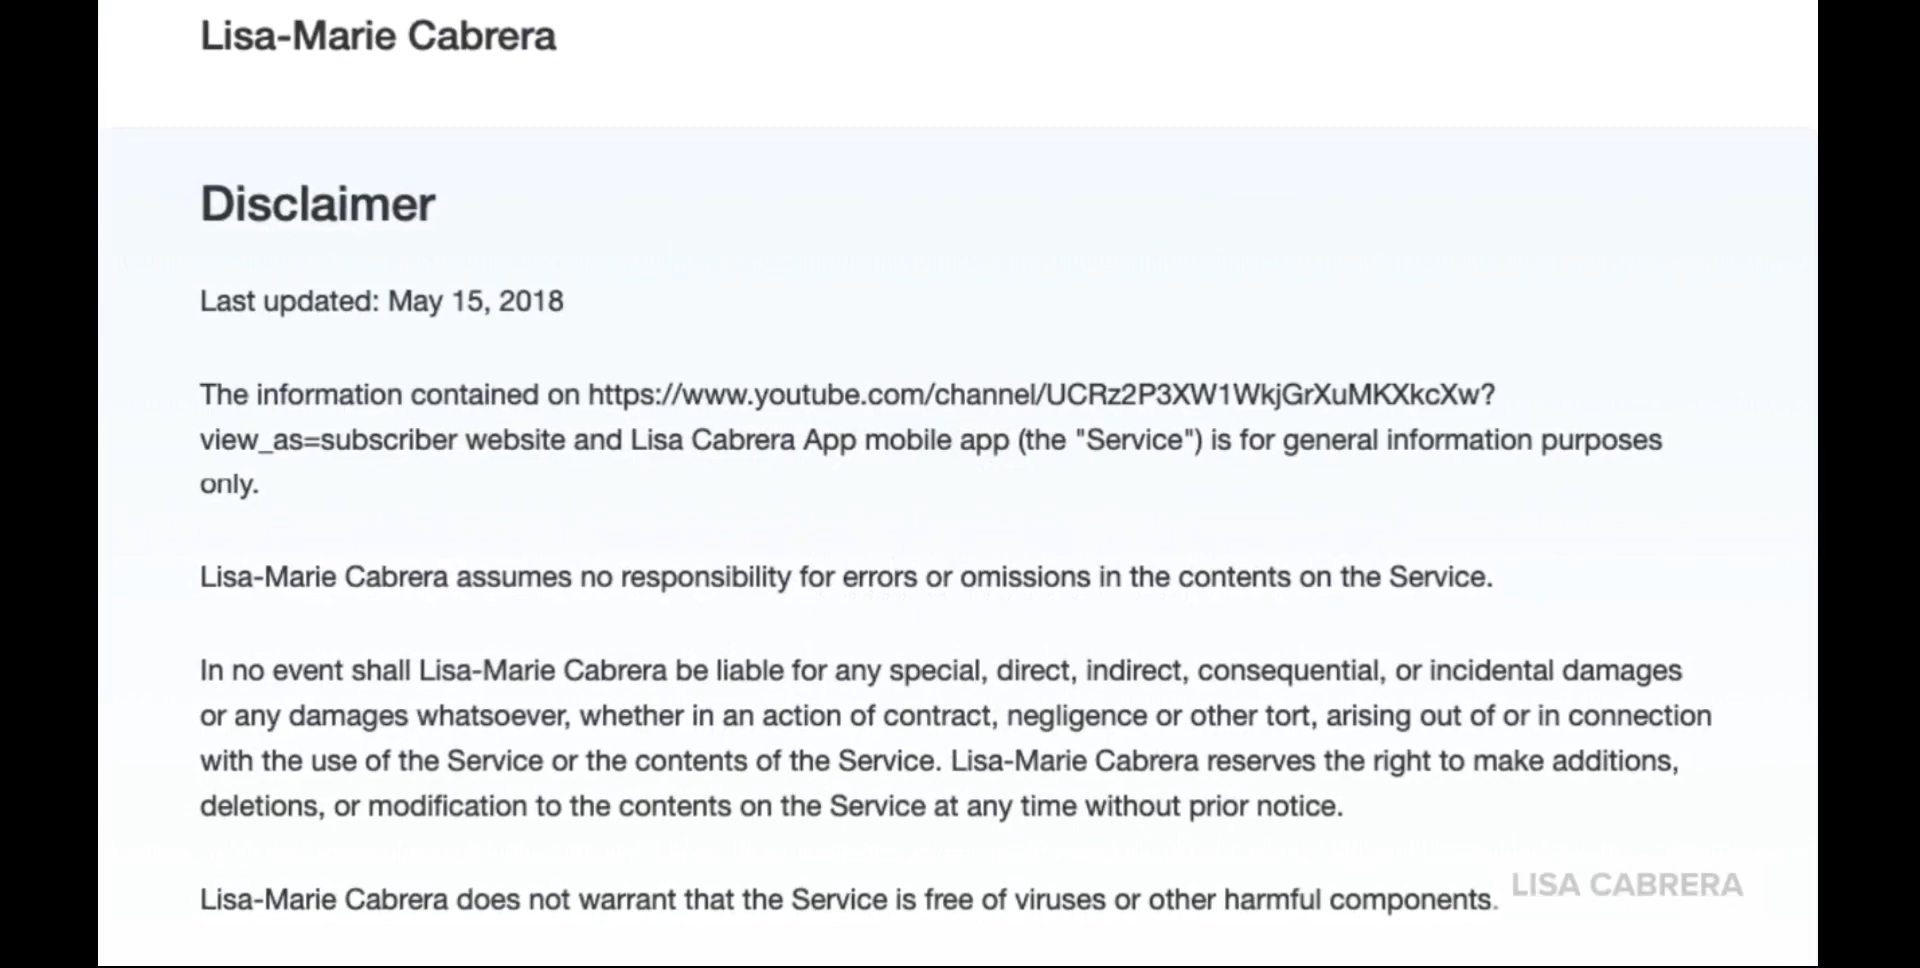 Lisa-Marie Cabrera
Disclaimer
Last updated: May 15, 2018
The information contained on https://www.youtube.com/channel/UCRz2P3XW1WkjGrXuMKXkcXw?
view_as=subscriber website and Lisa Cabrera App mobile app (the "Service") is for general information purposes
only.
Lisa-Marie Cabrera assumes no responsibility for errors or omissions in the contents on the Service.
In no event shall Lisa-Marie Cabrera be liable for any special, direct, indirect, consequential, or incidental damages
or any damages whatsoever, whether in an action of contract, negligence or other tort, arising out of or in connection
with the use of the Service or the contents of the Service. Lisa-Marie Cabrera reserves the right to make additions,
deletions, or modification to the contents on the Service at any time without prior notice.
Lisa-Marie Cabrera does not warrant that the Service is free of viruses or other harmful components.
LISA CABRERA